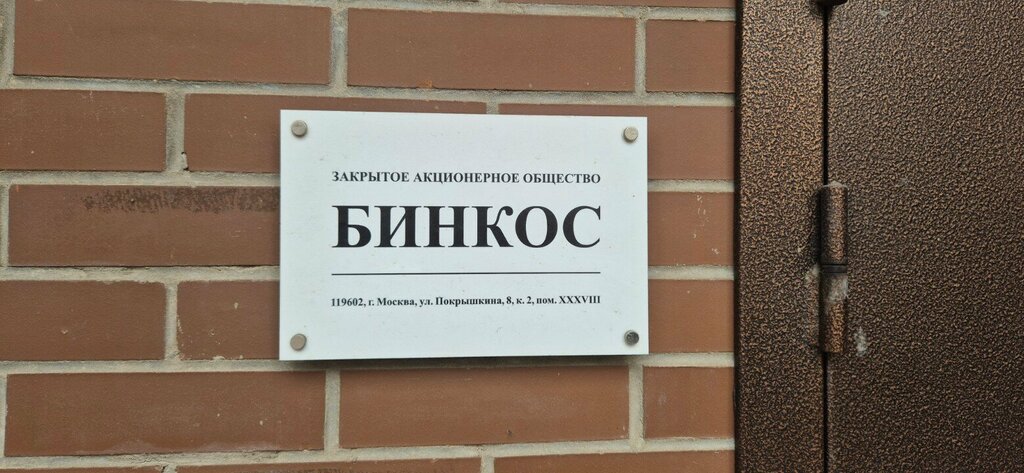 ЗАКРЫТОЕ АКЦИОНЕРНОЕ ОБЩЕСТВО
БИНКОС
119602, г. Москва, ул. Покрышкина, 8, к. 2, пом. XXXVIII